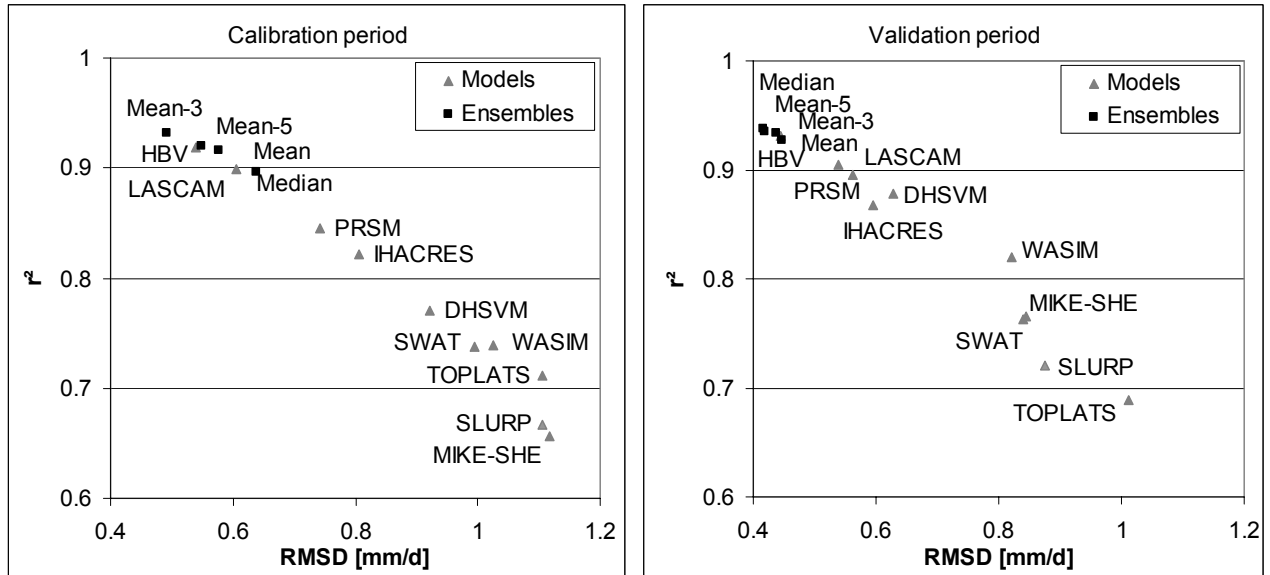 Calibration period
1
0.9
0.8
0.7
0.6
r²
Models
Ensembles
Mean-3
Mean-5
HBV
Mean
LASCAM
Median
PRSM
IHACRES
DHSVM
SWAT
WASIM
TOPLATS
SLURP
MIKE-SHE
0.4 0.6 0.8 1 1.2
RMSD [mm/d]
Validation period
1
0.9
0.8
0.7
0.6
r²
Models
Ensembles
Median
Mean-5
Mean-3
Mean
HBV
LASCAM
PRSM
DHSVM
IHACRES
WASIM
MIKE-SHE
SWAT
SLURP
TOPLATS
0.4 0.6 0.8 1 1.2
RMSD [mm/d]